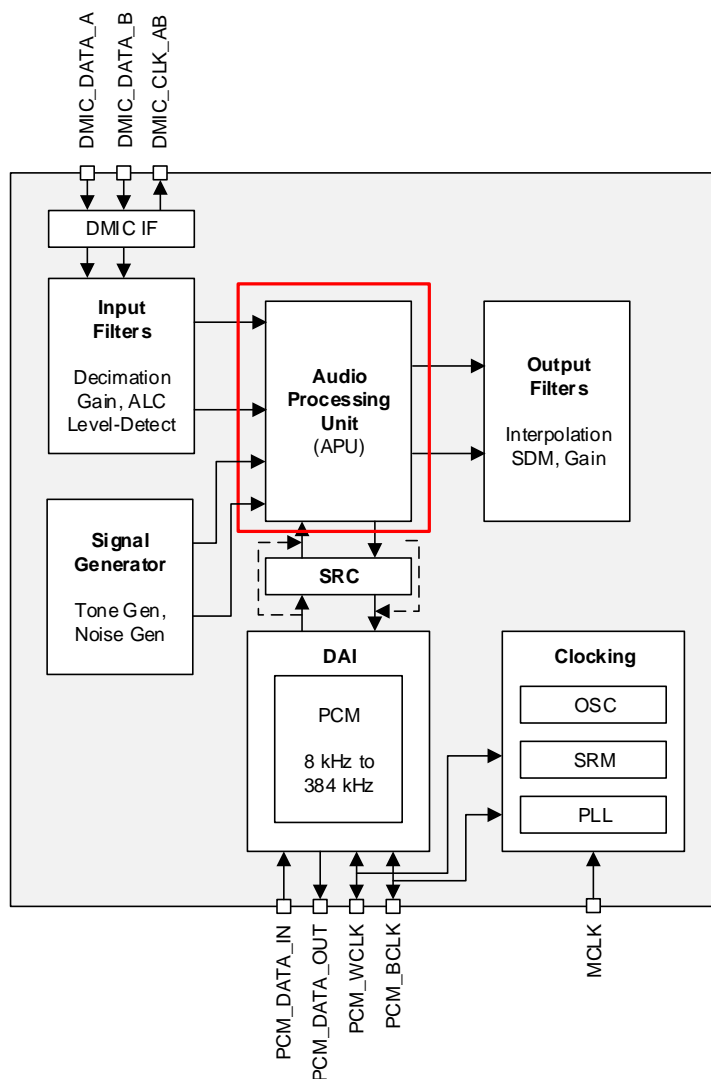 DMIC_DATA_A
DMIC_DATA_B
DMIC_CLK_AB
DMIC IF
Input
Filters
Decimation
Gain, ALC
Level-Detect
Audio
Processing
Unit
(APU)
Output
Filters
Interpolation
SDM, Gain
Signal
Generator
Tone Gen,
Noise Gen
SRC
DAI
PCM
8 kHz to
384 kHz
Clocking
OSC
SRM
PLL
PCM_DATA_IN
PCM_DATA_OUT
PCM_WCLK
PCM_BCLK
MCLK